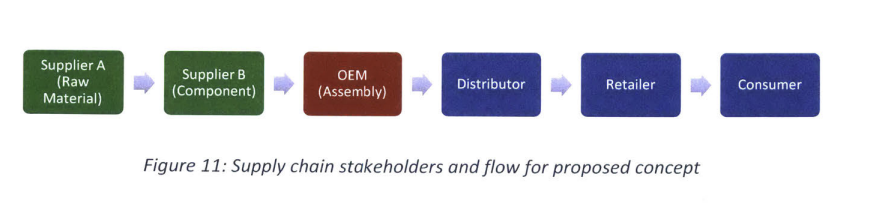 Supplier A
(Raw
Material)
Supplier B
(Component)
OEM
(Assembly)
Distributor
Retailer
Consumer
Figure 11: Supply chain stakeholders and flow for proposed concept